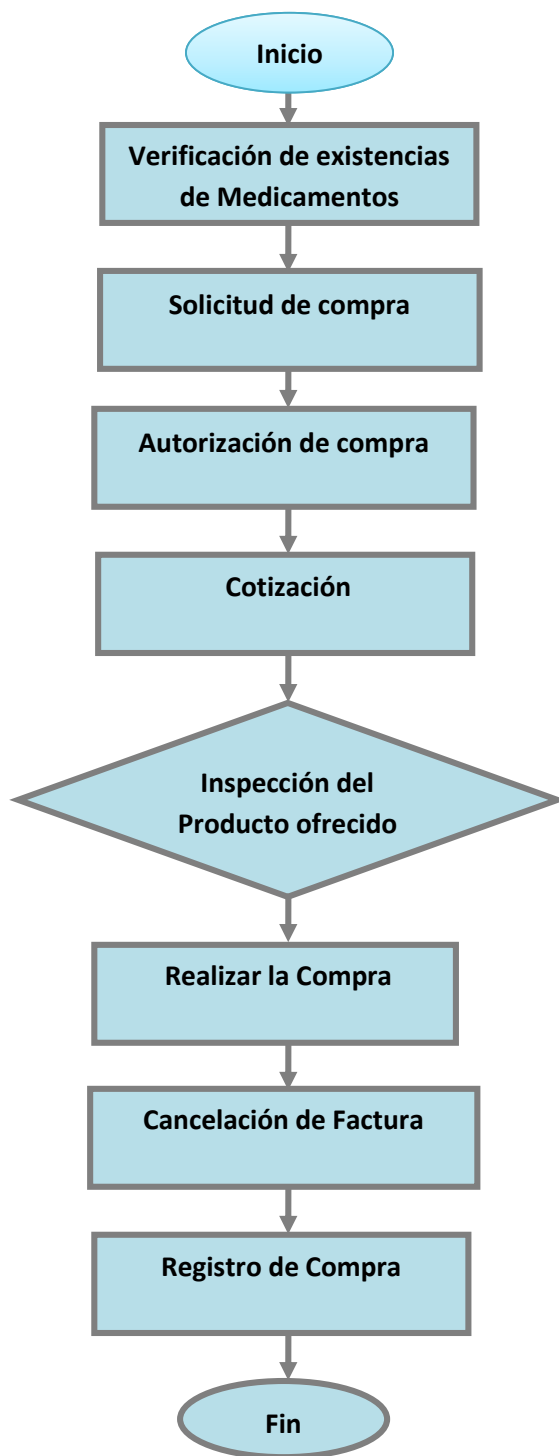 Inicio
Verificación de existencias
de Medicamentos
Solicitud de compra
Autorización de compra
Cotización
Inspección del
Producto ofrecido
Realizar la Compra
Cancelación de Factura
Registro de Compra
Fin